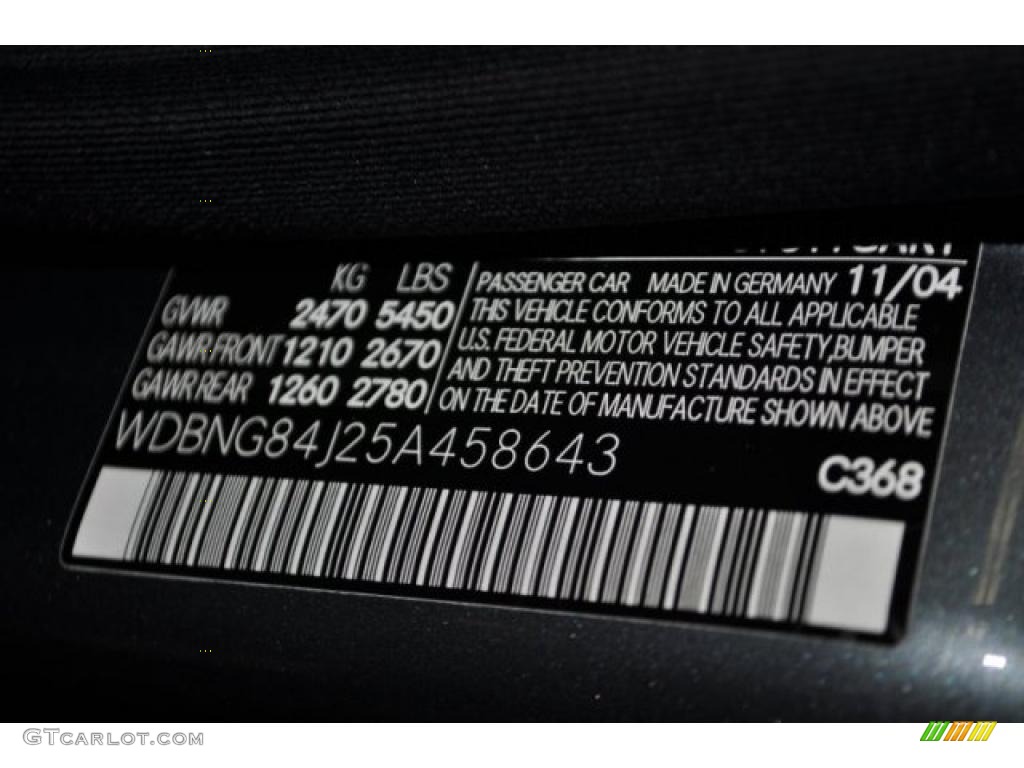 KG LBS
GVWR 2470 5450
GAWR-FRONT 1210 2670
GAWR REAR 1260 2780
PASSENGER CAR MADE IN GERMANY 11/04
THIS VEHICLE CONFORMS TO ALL APPLICABLE
U.S. FEDERAL MOTOR VEHICLE SAFETY,BUMPER
AND THEFT PREVENTION STANDARDS IN EFFECT
ON THE DATE OF MANUFACTURE SHOWN ABOVE
WDBNG84J25A458643
C368
GTCARLOT.COM